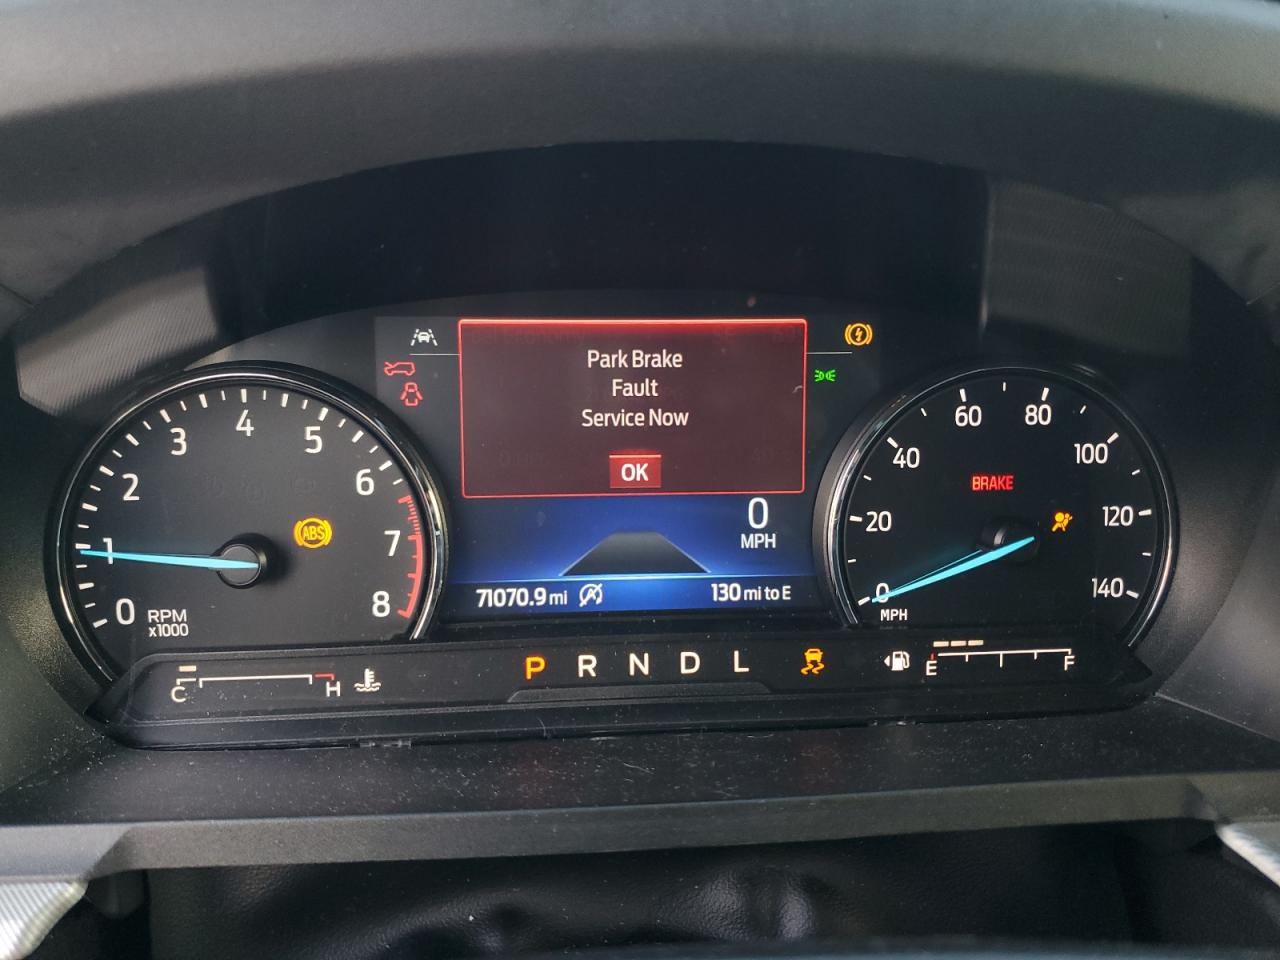 Park Brake
Fault
Service Now
OK
0
MPH
71070.9 mi
130 mi to E
0
1
2
3
4
5
6
7
8
RPM
x1000
ABS
0
20
40
60
80
100
120
140
MPH
BRAKE
C
H
P R N D L
E
F